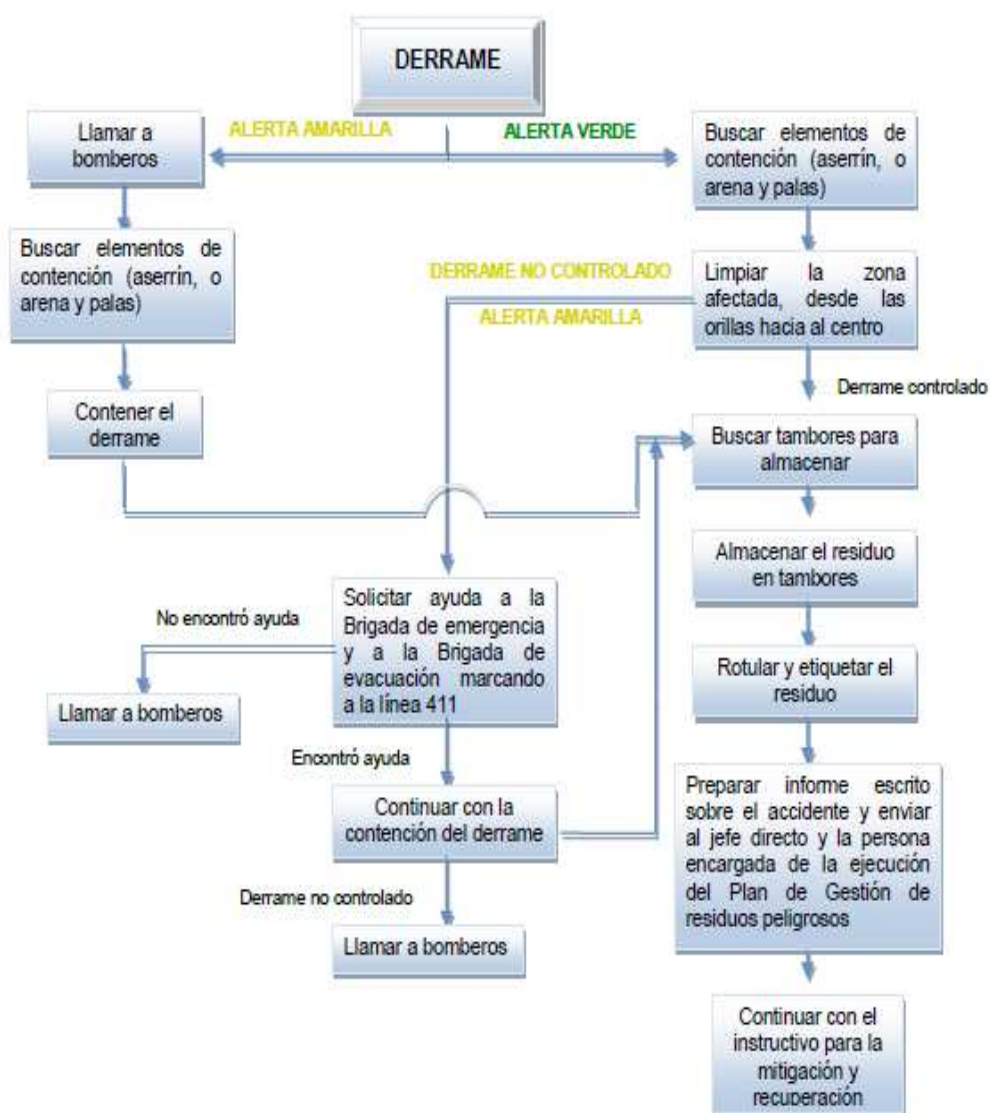 DERRAME
ALERTA AMARILLA
ALERTA VERDE
Llamar a
bomberos
Buscar elementos de
contención (aserrín, o
arena y palas)
Buscar elementos de
contención (aserrín, o
arena y palas)
DERRAME NO CONTROLADO
ALERTA AMARILLA
Limpiar la zona
afectada, desde las
orillas hacia al centro
Derrame controlado
Contener el
derrame
Buscar tambores para
almacenar
Almacenar el residuo
en tambores
No encontró ayuda
Solicitar ayuda a la
Brigada de emergencia
y a la Brigada de
evacuación marcando
a la línea 411
Rotular y etiquetar el
residuo
Llamar a bomberos
Encontró ayuda
Continuar con la
contención del derrame
Preparar informe escrito
sobre el accidente y enviar
al jefe directo y la persona
encargada de la ejecución
del Plan de Gestión de
residuos peligrosos
Derrame no controlado
Llamar a bomberos
Continuar con el
instructivo para la
mitigación y
recuperación